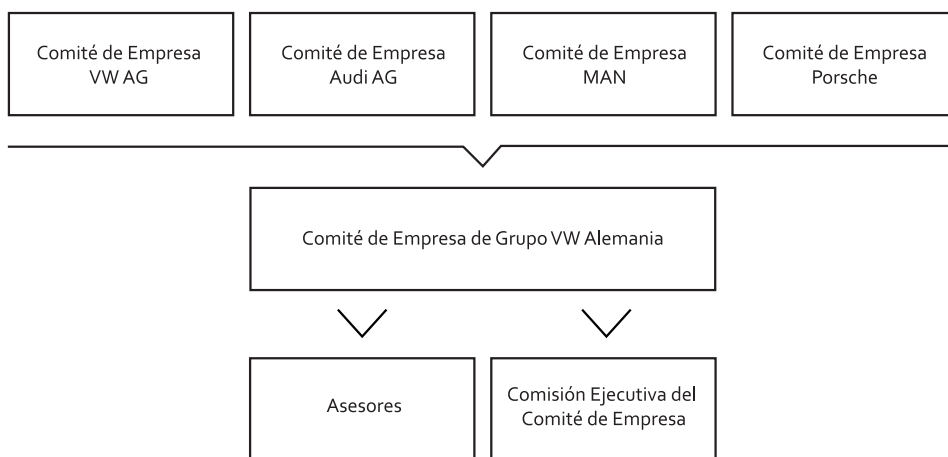 Comité de Empresa
VW AG
Comité de Empresa
Audi AG
Comité de Empresa
MAN
Comité de Empresa
Porsche
Comité de Empresa de Grupo VW Alemania
Asesores
Comisión Ejecutiva del
Comité de Empresa